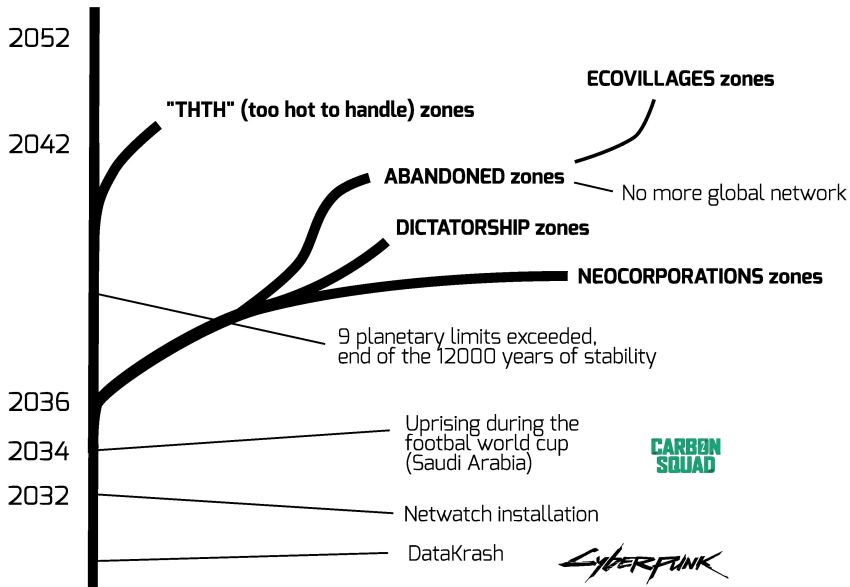 2052
ECOVILLAGES zones
"THTH" (too hot to handle) zones
2042
ABANDONED zones
No more global network
DICTATORSHIP zones
NEOCORPORATIONS zones
9 planetary limits exceeded,
end of the 12000 years of stability
2036
Uprising during the
footbal world cup
(Saudi Arabia)
2034
CARBON
SQUAD
2032
Netwatch installation
DataKrash
Cyberpunk